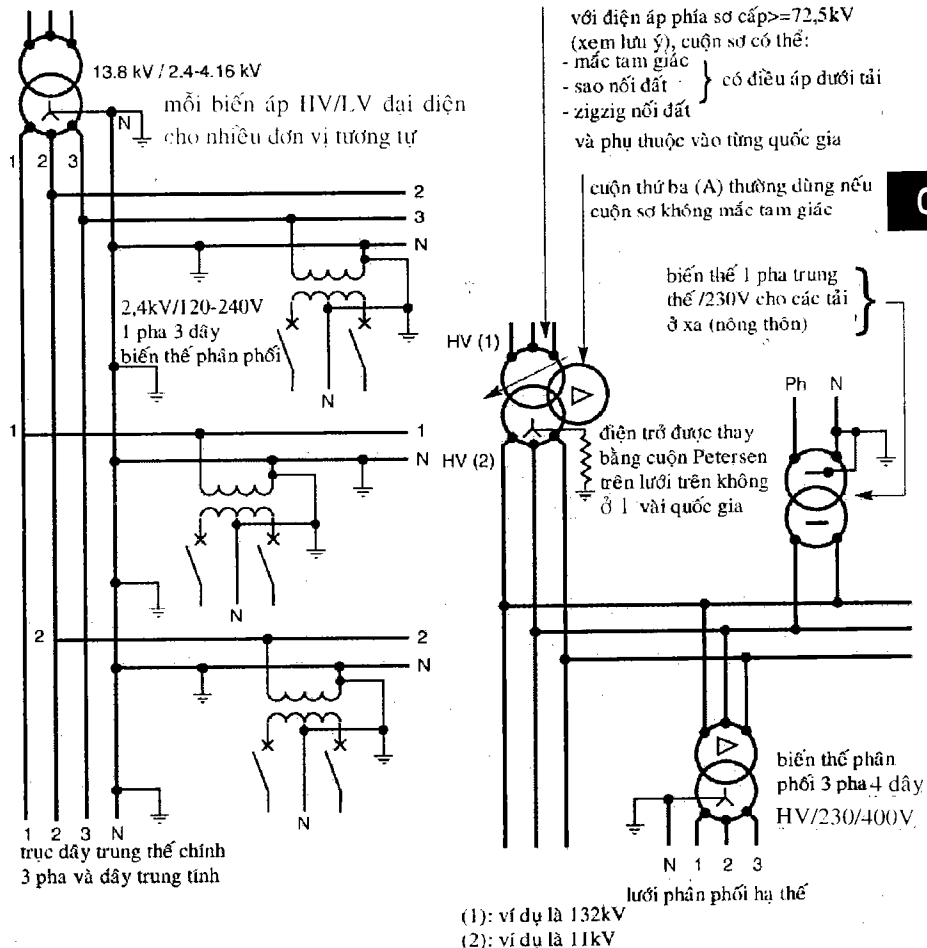 13.8 kV / 2.4-4.16 kV
mỗi biến áp HV/LV đại diện
cho nhiều đơn vị tương tự
N
1 2 3
2
3
N
2,4kV/120-240V
1 pha 3 dây
biến thế phân phối
N
1
1
N
N
2
2
N
N
1 2 3 N
trục dây trung thế chính
3 pha và dây trung tính
với điện áp phía sơ cấp>=72,5kV
(xem lưu ý), cuộn sơ có thể:
- mắc tam giác
- sao nối đất
- zigzig nối đất
có điều áp dưới tải
và phụ thuộc vào từng quốc gia
cuộn thứ ba (A) thường dùng nếu
cuộn sơ không mắc tam giác
biến thế 1 pha trung
thế /230V cho các tải
ở xa (nông thôn)
HV (1)
HV (2)
điện trở được thay
bằng cuộn Petersen
trên lưới trên không
ở 1 vài quốc gia
Ph N
biến thế phân
phối 3 pha 4 dây
HV/230/400V
N 1 2 3
lưới phân phối hạ thế
(1): ví dụ là 132kV
(2): ví dụ là 11kV